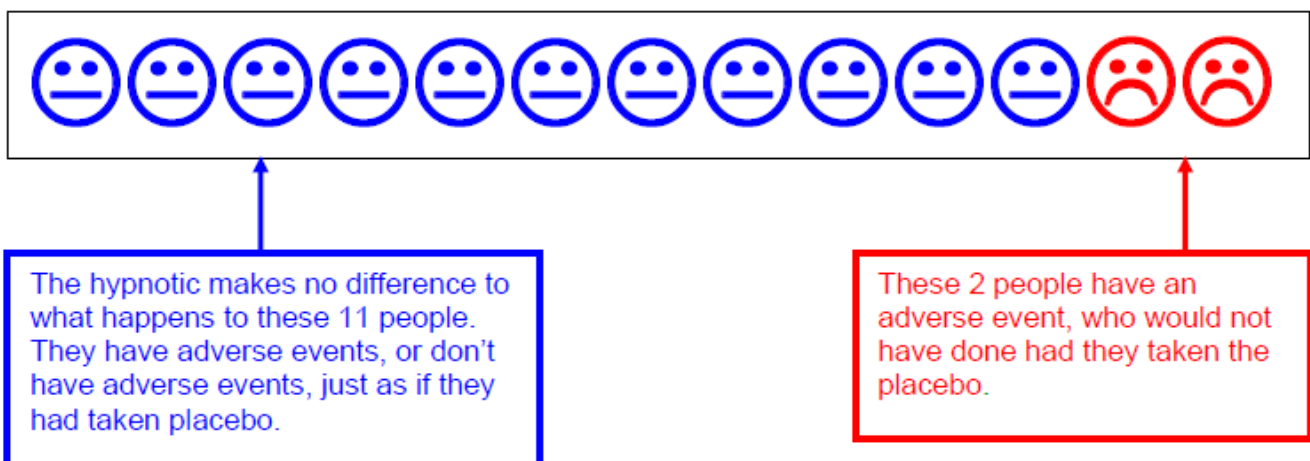 The hypnotic makes no difference to
what happens to these 11 people.
They have adverse events, or don’t
have adverse events, just as if they
had taken placebo.
These 2 people have an
adverse event, who would not
have done had they taken the
placebo.